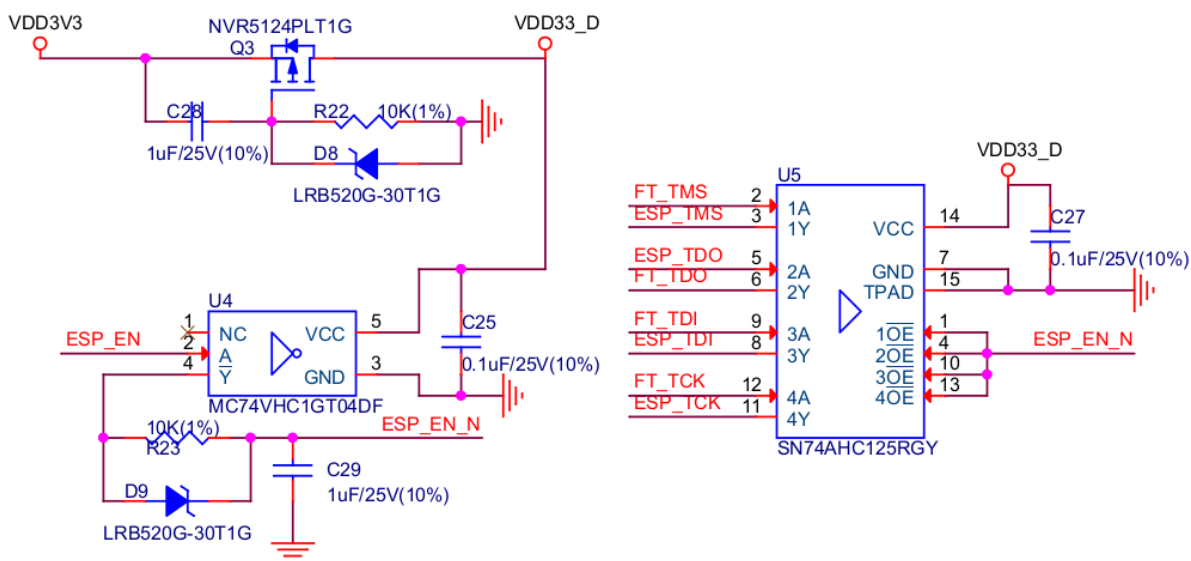 VDD3V3
NVR5124PLT1G
VDD33_D
Q3
C28
R22
10K(1%)
1uF/25V(10%)
D8
LRB520G-30T1G
VDD33_D
U5
FT_TMS
2
1A
ESP_TMS
3
1Y
VCC
14
C27
ESP_TDO
5
2A
GND
7
0.1uF/25V(10%)
FT_TDO
6
2Y
TPAD
15
FT_TDI
9
3A
1OE
1
ESP_TDI
8
3Y
2OE
4
ESP_EN_N
3OE
10
FT_TCK
12
4A
4OE
13
ESP_TCK
11
4Y
SN74AHC125RGY
U4
1
NC
VCC
5
C25
ESP_EN
2
A
0.1uF/25V(10%)
4
Y
GND
3
MC74VHC1GT04DF
10K(1%)
R23
ESP_EN_N
C29
1uF/25V(10%)
D9
LRB520G-30T1G